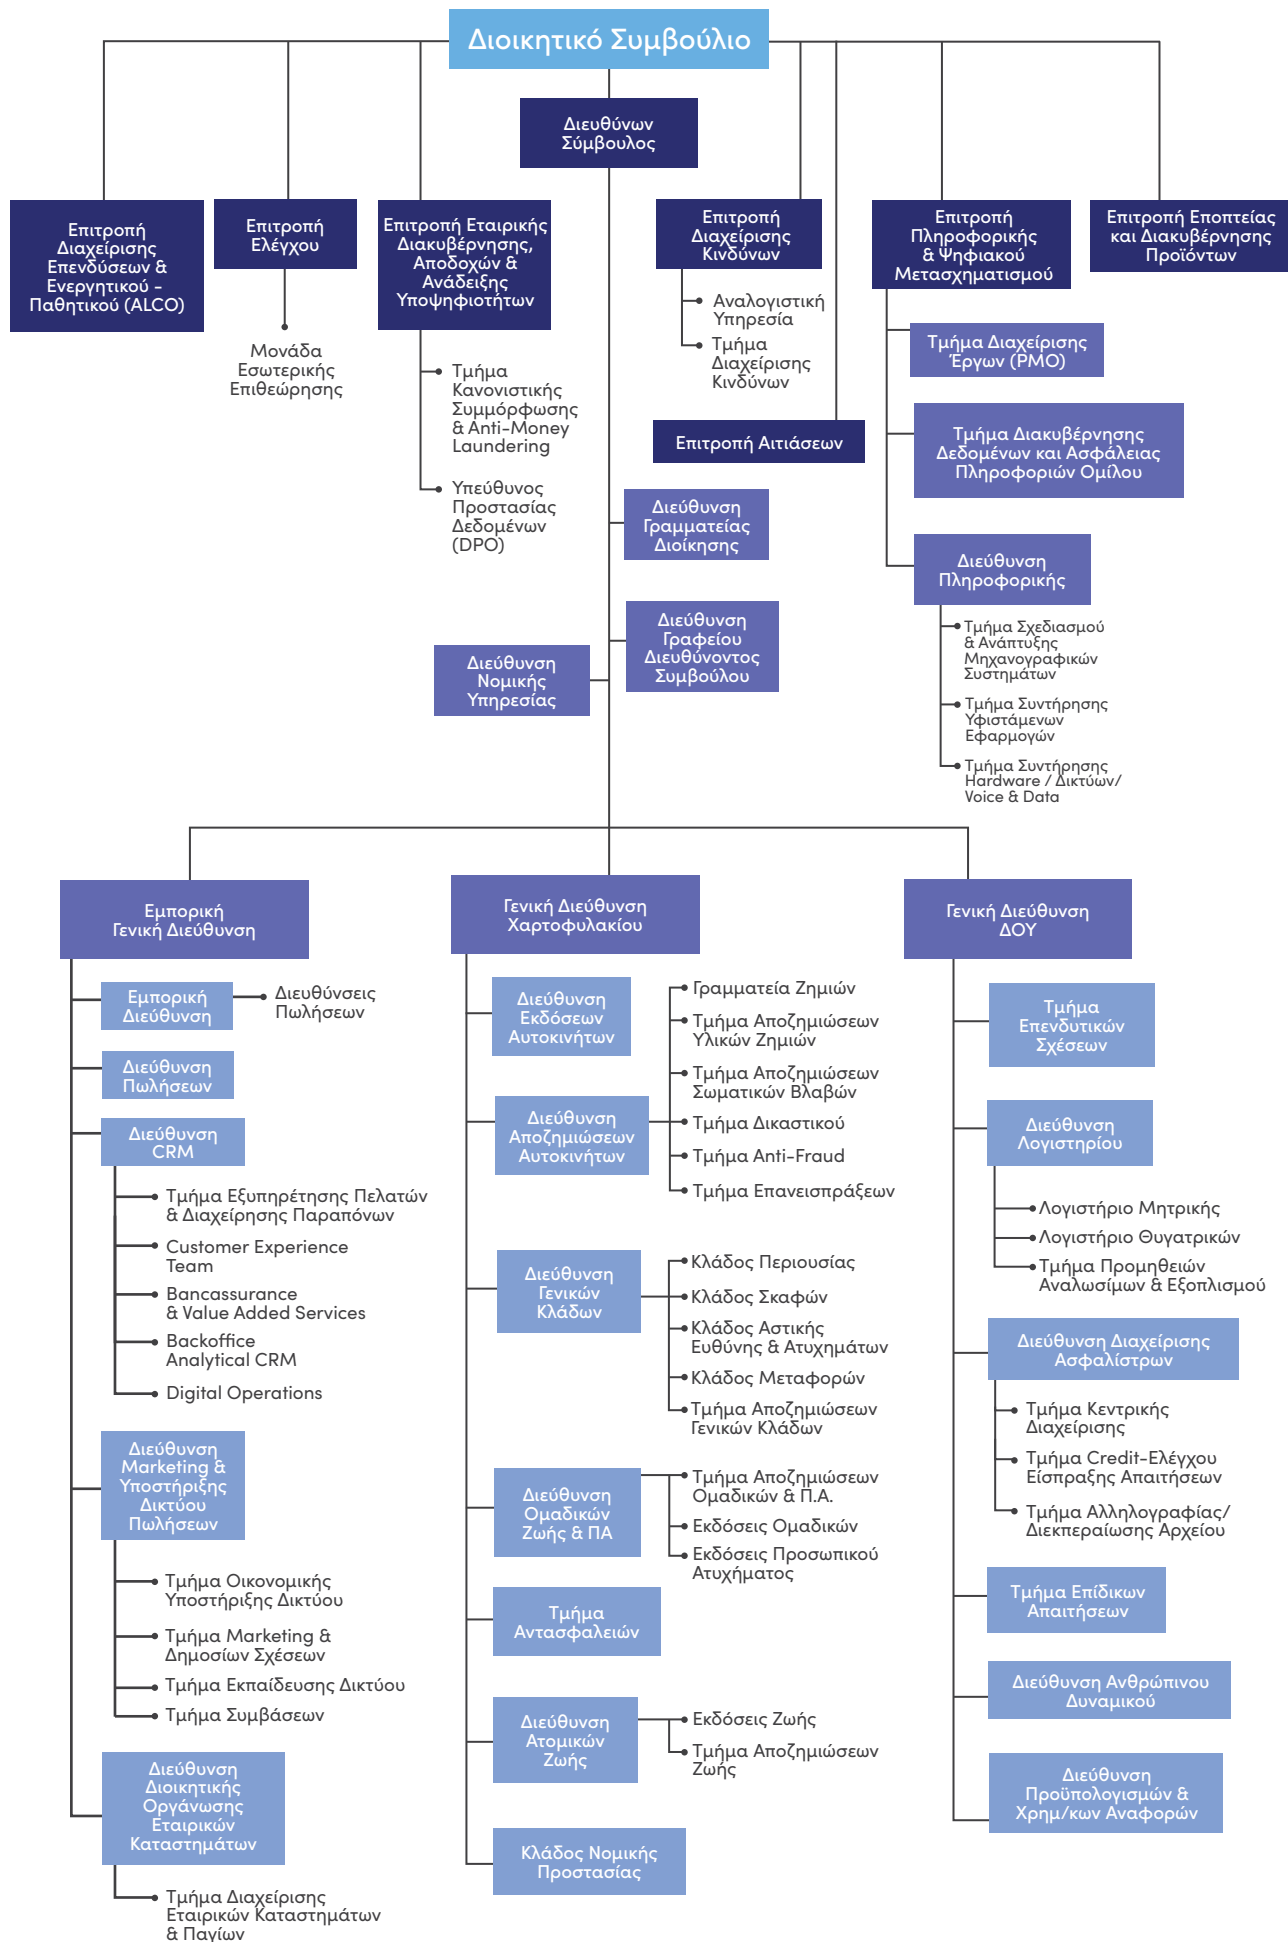 Διοικητικό Συμβούλιο
Διευθύνων
Σύμβουλος
Επιτροπή
Διαχείρισης
Επενδύσεων &
Ενεργητικού -
Παθητικού (ALCO)
Επιτροπή
Ελέγχου
Μονάδα
Εσωτερικής
Επιθεώρησης
Επιτροπή Εταιρικής
Διακυβέρνησης,
Αποδοχών &
Ανάδειξης
Υποψηφιοτήτων
Τμήμα
Κανονιστικής
Συμμόρφωσης
& Anti-Money
Laundering
Υπεύθυνος
Προστασίας
Δεδομένων
(DPO)
Επιτροπή
Διαχείρισης
Κινδύνων
Αναλογιστική
Υπηρεσία
Τμήμα
Διαχείρισης
Κινδύνων
Επιτροπή Αιτιάσεων
Επιτροπή
Πληροφορικής
& Ψηφιακού
Μετασχηματισμού
Τμήμα Διαχείρισης
Έργων (PMO)
Τμήμα Διακυβέρνησης
Δεδομένων και Ασφάλειας
Πληροφοριών Ομίλου
Διεύθυνση
Πληροφορικής
Τμήμα Σχεδιασμού
& Ανάπτυξης
Μηχανογραφικών
Συστημάτων
Τμήμα Συντήρησης
Υφιστάμενων
Εφαρμογών
Τμήμα Συντήρησης
Hardware / Δικτύων/
Voice & Data
Επιτροπή Εποπτείας
και Διακυβέρνησης
Προϊόντων
Διεύθυνση
Γραμματείας
Διοίκησης
Διεύθυνση
Γραφείου
Διευθύνοντος
Συμβούλου
Διεύθυνση
Νομικής
Υπηρεσίας
Εμπορική
Γενική Διεύθυνση
Εμπορική
Διεύθυνση
Διευθύνσεις
Πωλήσεων
Διεύθυνση
Πωλήσεων
Διεύθυνση
CRM
Τμήμα Εξυπηρέτησης Πελατών
& Διαχείρησης Παραπόνων
Customer Experience
Team
Bancassurance
& Value Added Services
Backoffice
Analytical CRM
Digital Operations
Διεύθυνση
Marketing &
Υποστήριξης
Δικτύου
Πωλήσεων
Τμήμα Οικονομικής
Υποστήριξης Δικτύου
Τμήμα Marketing &
Δημοσίων Σχέσεων
Τμήμα Εκπαίδευσης Δικτύου
Τμήμα Συμβάσεων
Διεύθυνση
Διοικητικής
Οργάνωσης
Εταιρικών
Καταστημάτων
Τμήμα Διαχείρισης
Εταιρικών Καταστημάτων
& Παγίων
Γενική Διεύθυνση
Χαρτοφυλακίου
Διεύθυνση
Εκδόσεων
Αυτοκινήτων
Διεύθυνση
Αποζημιώσεων
Αυτοκινήτων
Γραμματεία Ζημιών
Τμήμα Αποζημιώσεων
Υλικών Ζημιών
Τμήμα Αποζημιώσεων
Σωματικών Βλαβών
Τμήμα Δικαστικού
Τμήμα Anti-Fraud
Τμήμα Επανεισπράξεων
Διεύθυνση
Γενικών
Κλάδων
Κλάδος Περιουσίας
Κλάδος Σκαφών
Κλάδος Αστικής
Ευθύνης & Ατυχημάτων
Κλάδος Μεταφορών
Τμήμα Αποζημιώσεων
Γενικών Κλάδων
Διεύθυνση
Ομαδικών
Ζωής & ΠΑ
Τμήμα Αποζημιώσεων
Ομαδικών & Π.Α.
Εκδόσεις Ομαδικών
Εκδόσεις Προσωπικού
Ατυχήματος
Τμήμα
Αντασφαλειών
Διεύθυνση
Ατομικών
Ζωής
Εκδόσεις Ζωής
Τμήμα Αποζημιώσεων
Ζωής
Κλάδος Νομικής
Προστασίας
Γενική Διεύθυνση
ΔΟΥ
Τμήμα
Επενδυτικών
Σχέσεων
Διεύθυνση
Λογιστηρίου
Λογιστήριο Μητρικής
Λογιστήριο Θυγατρικών
Τμήμα Προμηθειών
Αναλωσίμων & Εξοπλισμού
Διεύθυνση Διαχείρισης
Ασφαλίστρων
Τμήμα Κεντρικής
Διαχείρισης
Τμήμα Credit-Ελέγχου
Είσπραξης Απαιτήσεων
Τμήμα Αλληλογραφίας/
Διεκπεραίωσης Αρχείου
Τμήμα Επίδικων
Απαιτήσεων
Διεύθυνση Ανθρώπινου
Δυναμικού
Διεύθυνση
Προϋπολογισμών &
Χρημ/κων Αναφορών